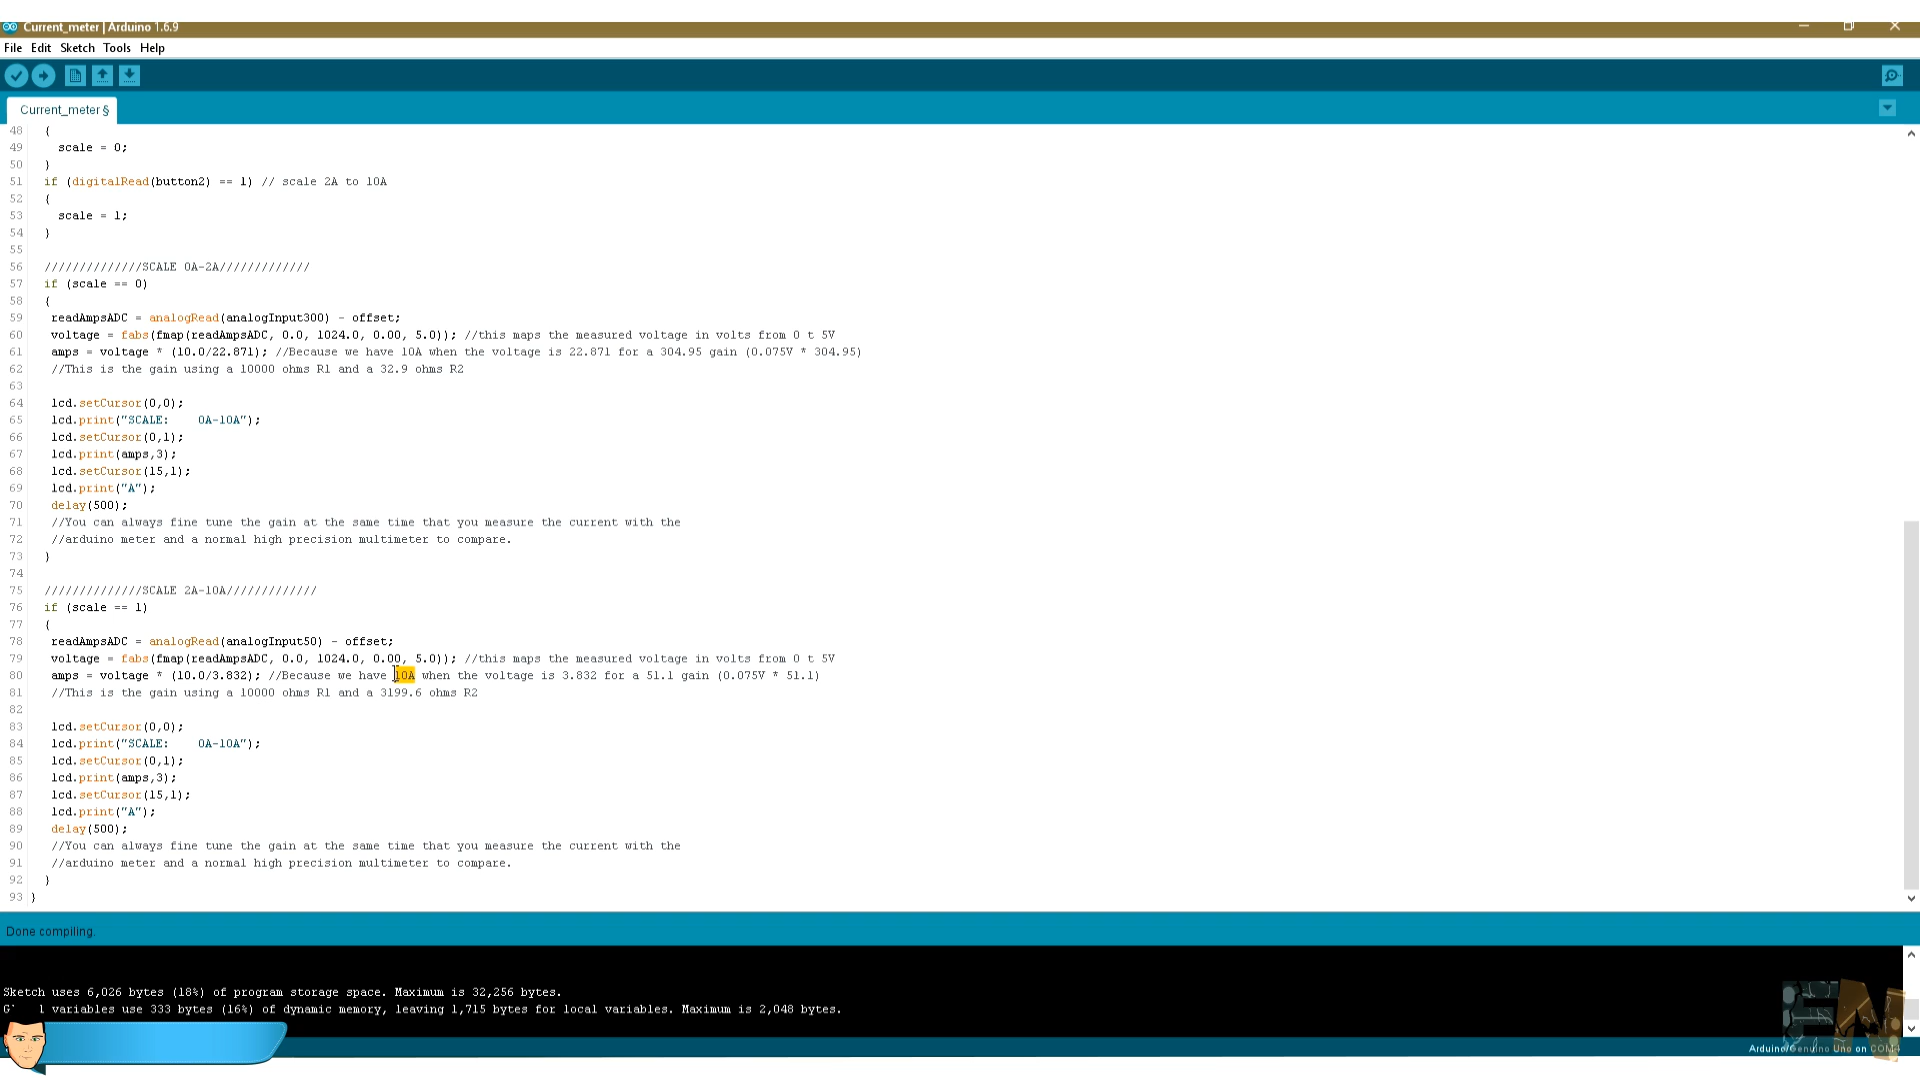 Current_meter | Arduino 1.6.9
File Edit Sketch Tools Help
Current_meter §
48 {
49 scale = 0;
50 }
51 if (digitalRead(button2) == 1) // scale 2A to 10A
52 {
53 scale = 1;
54 }
55
56 //////////////SCALE 0A-2A/////////////
57 if (scale == 0)
58 {
59 readAmpsADC = analogRead(analogInput300) - offset;
60 voltage = fabs(fmap(readAmpsADC, 0.0, 1024.0, 0.00, 5.0)); //this maps the measured voltage in volts from 0 t 5V
61 amps = voltage * (10.0/22.871); //Because we have 10A when the voltage is 22.871 for a 304.95 gain (0.075V * 304.95)
62 //This is the gain using a 10000 ohms R1 and a 32.9 ohms R2
63
64 lcd.setCursor(0,0);
65 lcd.print("SCALE:    0A-10A");
66 lcd.setCursor(0,1);
67 lcd.print(amps,3);
68 lcd.setCursor(15,1);
69 lcd.print("A");
70 delay(500);
71 //You can always fine tune the gain at the same time that you measure the current with the
72 //arduino meter and a normal high precision multimeter to compare.
73 }
74
75 //////////////SCALE 2A-10A/////////////
76 if (scale == 1)
77 {
78 readAmpsADC = analogRead(analogInput50) - offset;
79 voltage = fabs(fmap(readAmpsADC, 0.0, 1024.0, 0.00, 5.0)); //this maps the measured voltage in volts from 0 t 5V
80 amps = voltage * (10.0/3.832); //Because we have 10A when the voltage is 3.832 for a 51.1 gain (0.075V * 51.1)
81 //This is the gain using a 10000 ohms R1 and a 3199.6 ohms R2
82
83 lcd.setCursor(0,0);
84 lcd.print("SCALE:    0A-10A");
85 lcd.setCursor(0,1);
86 lcd.print(amps,3);
87 lcd.setCursor(15,1);
88 lcd.print("A");
89 delay(500);
90 //You can always fine tune the gain at the same time that you measure the current with the
91 //arduino meter and a normal high precision multimeter to compare.
92 }
93 }
Done compiling.
Sketch uses 6,026 bytes (18%) of program storage space. Maximum is 32,256 bytes.
variables use 333 bytes (16%) of dynamic memory, leaving 1,715 bytes for local variables. Maximum is 2,048 bytes.
EN
Arduino/Genuino Uno on COM4